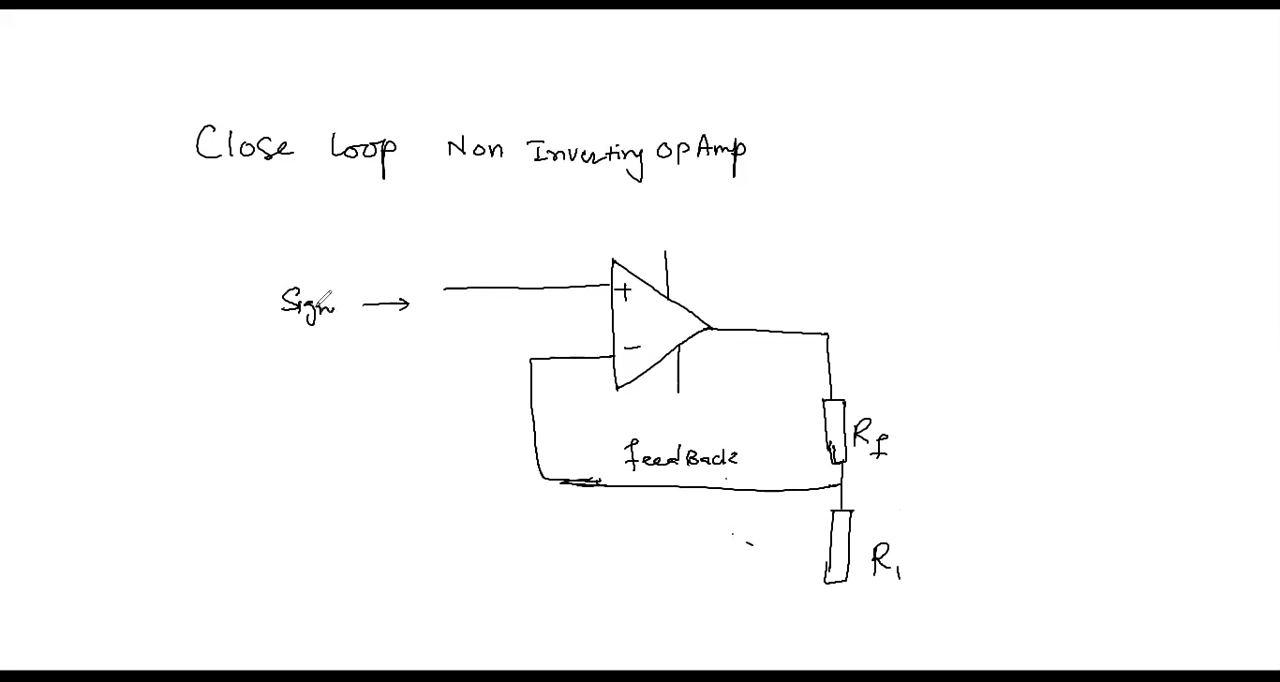 Close Loop Non Inverting OpAmp
Sign →
+
−
feedBack
Rf
R1